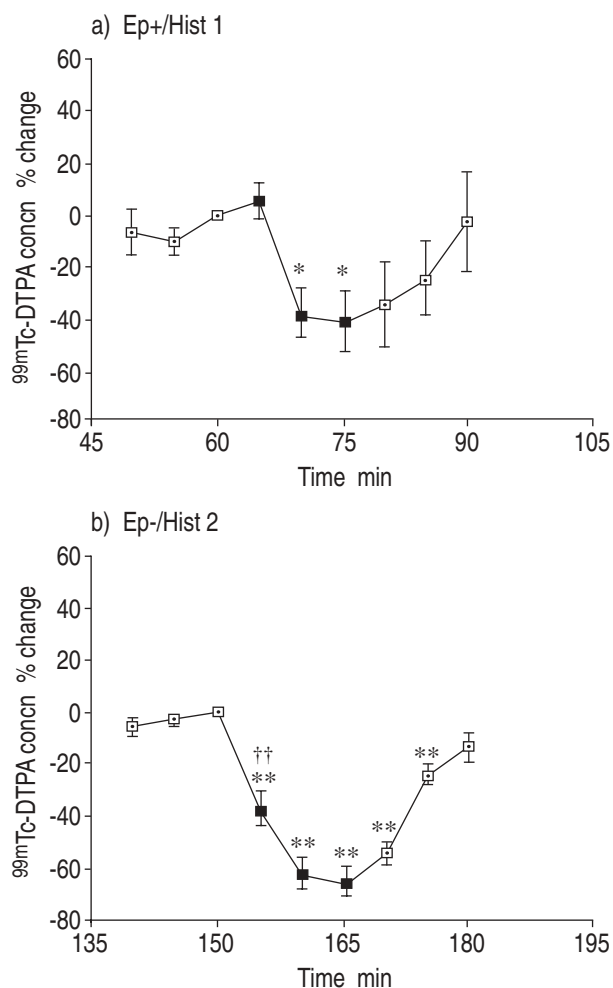 a) Ep+/Hist 1
60
40
20
0
-20
-40
-60
-80
99mTc-DTPA concn % change
* *
45 60 75 90 105
Time min
b) Ep-/Hist 2
60
40
20
0
-20
-40
-60
-80
99mTc-DTPA concn % change
††
**
**
**
**
**
135 150 165 180 195
Time min